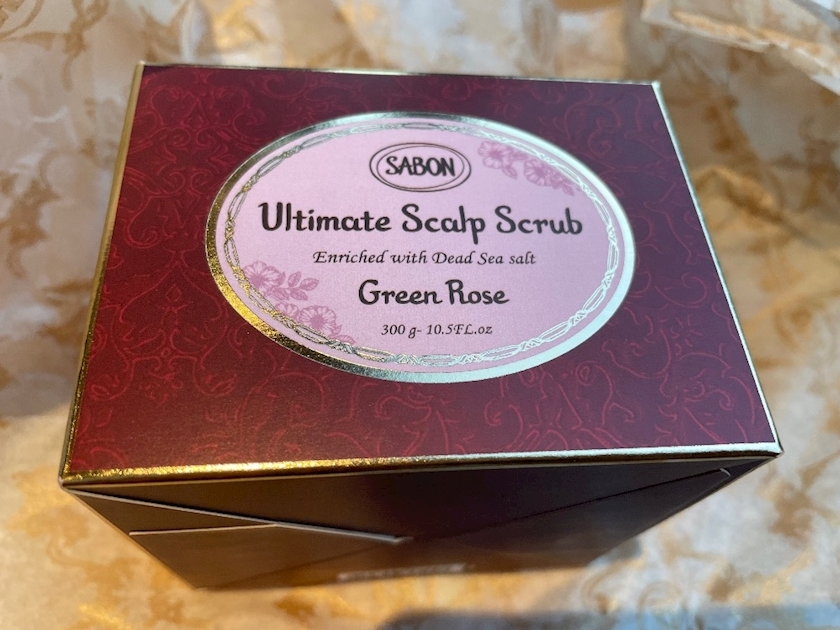 SABON
Ultimate Scalp Scrub
Enriched with Dead Sea salt
Green Rose
300 g- 10.5FL.oz